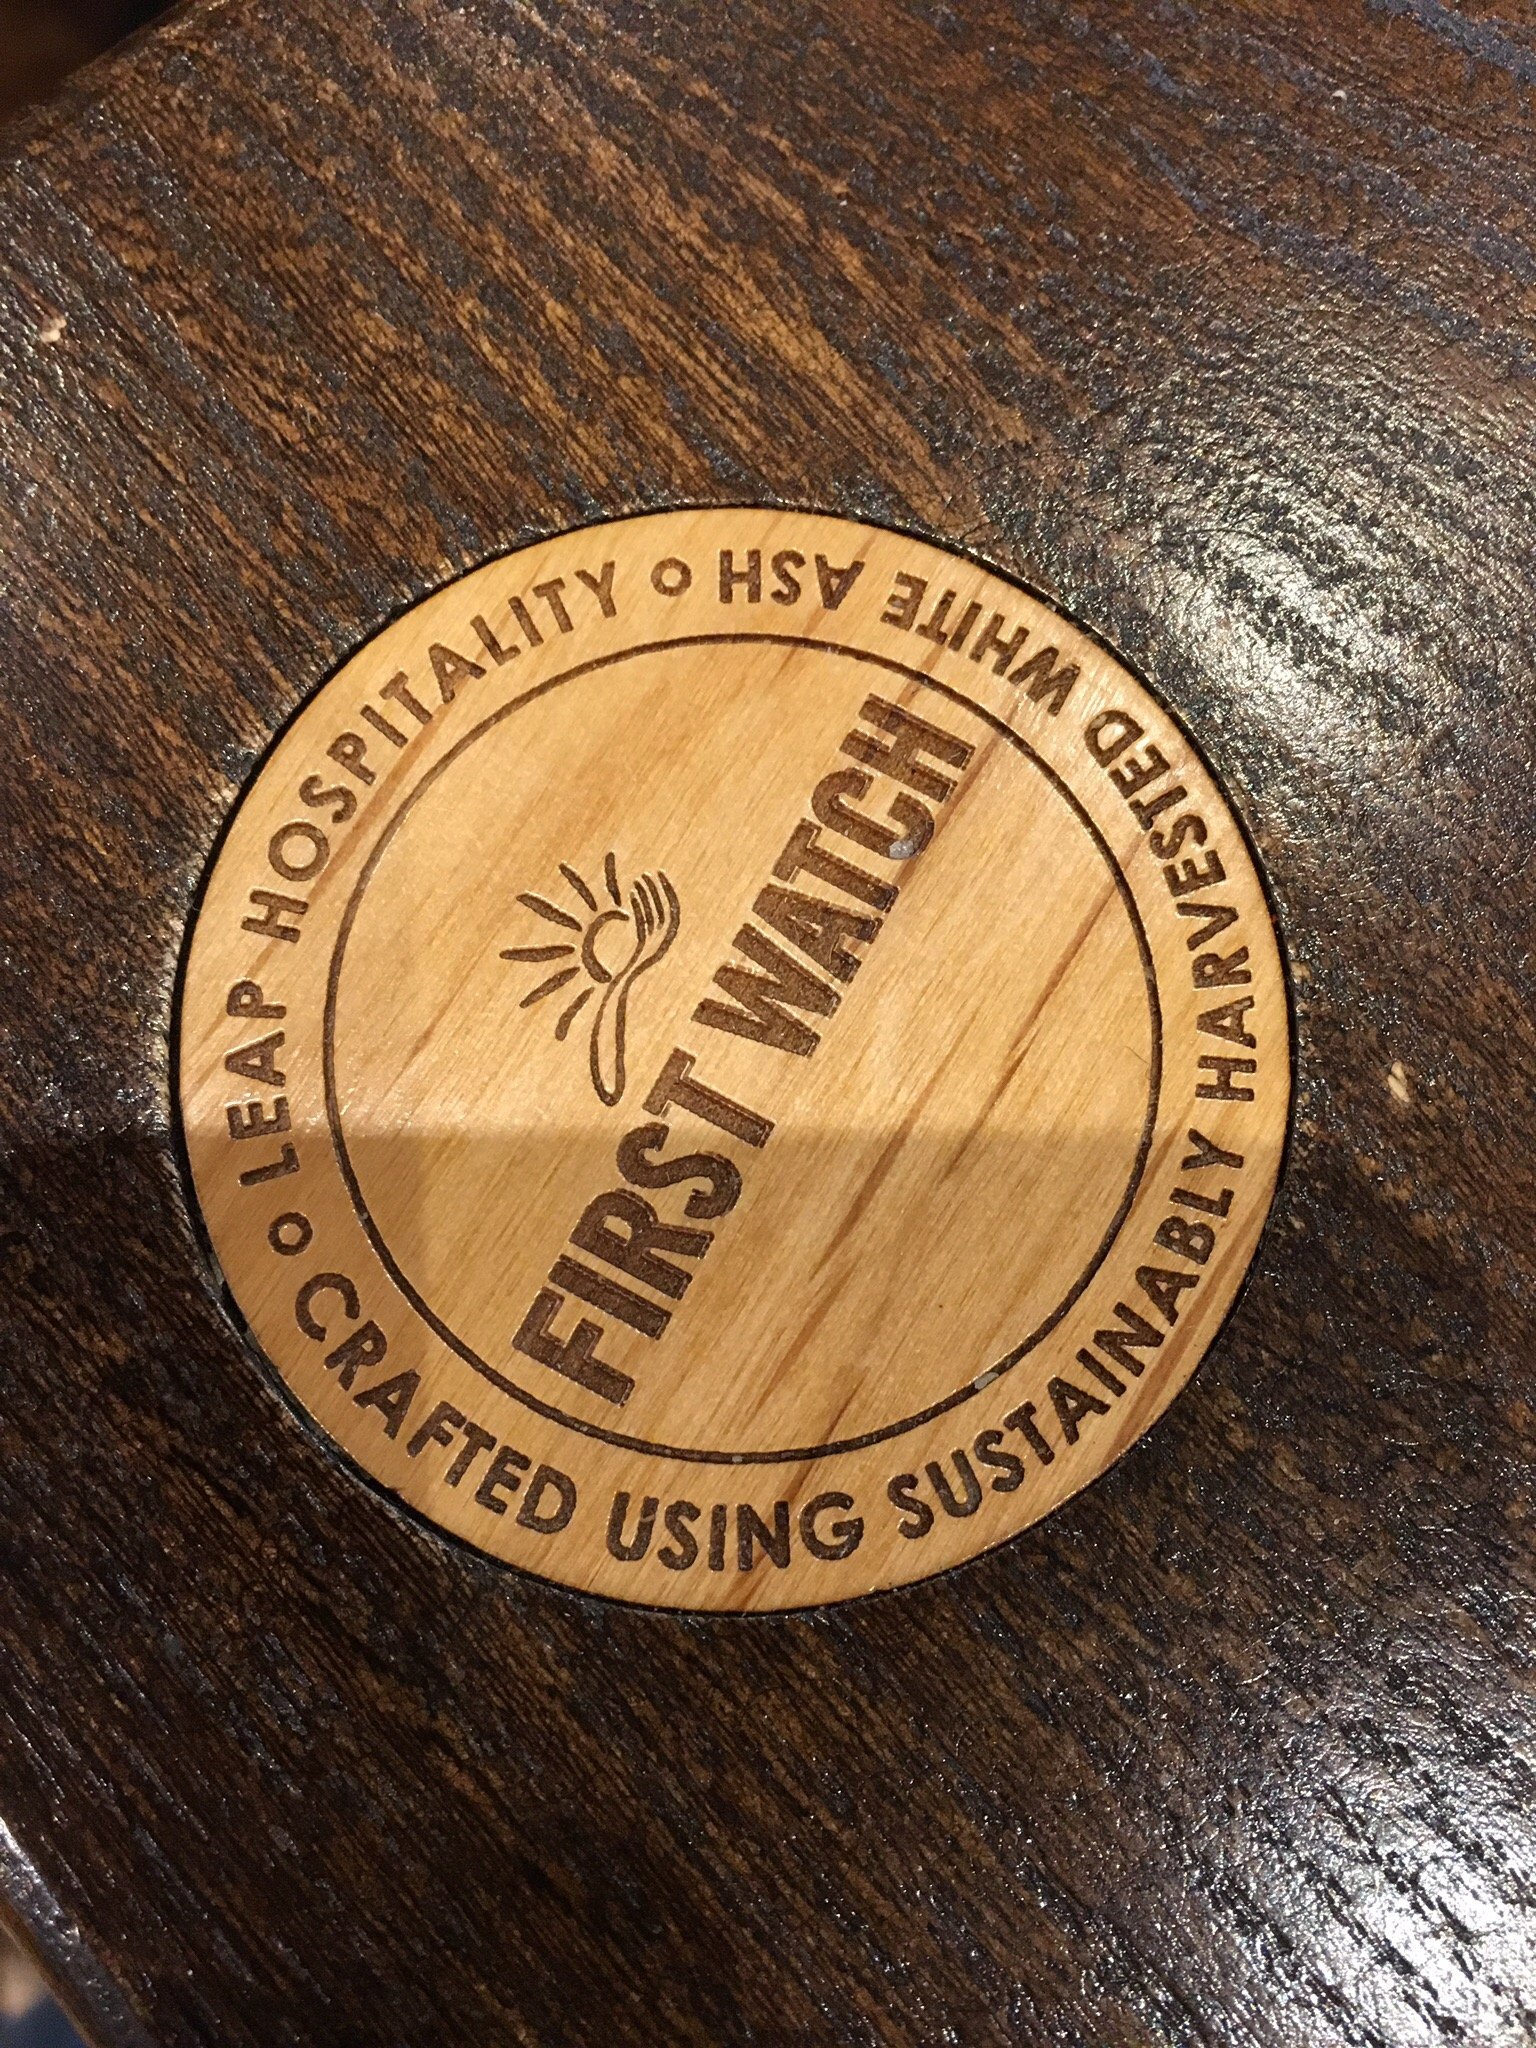 LEAP HOSPITALITY
FIRST WATCH
CRAFTED USING SUSTAINABLY HARVESTED WHITE ASH